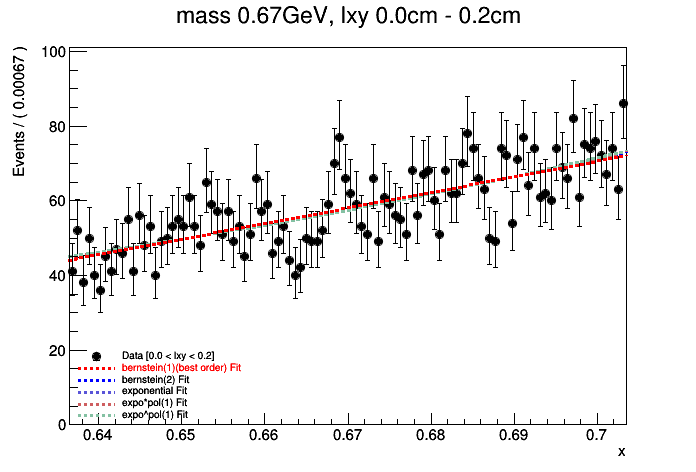 mass 0.67GeV, lxy 0.0cm - 0.2cm
Events / ( 0.00067 )
100
80
60
40
20
0
Data [0.0 < lxy < 0.2]
bernstein(1)(best order) Fit
bernstein(2) Fit
exponential Fit
expo*pol(1) Fit
expo^pol(1) Fit
0.64 0.65 0.66 0.67 0.68 0.69 0.7
x